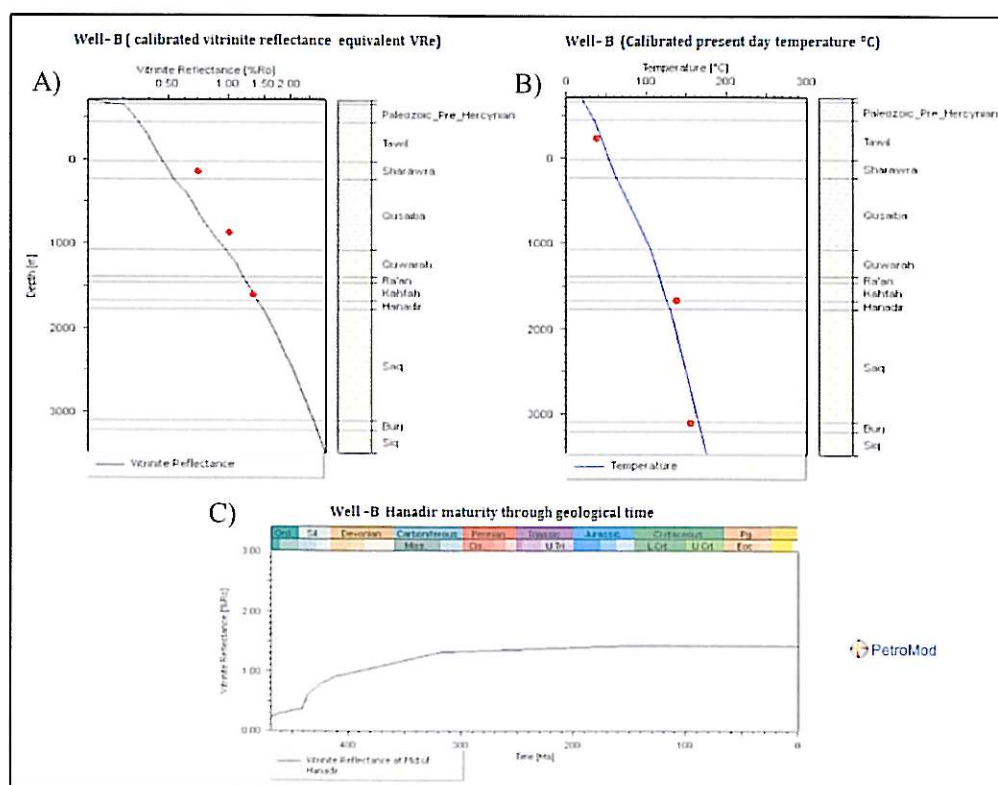 Well-B ( calibrated vitrinite reflectance equivalent VRe)
A)
Vitrinite Reflectance [%Ro]
0.50 1.00 1.50 2.00
Depth [m]
0
1000
2000
3000
Paleozoic_Pre_Hercynian
Tawil
Sharawra
Qusaiba
Quwarah
Ra'an
Kahfah
Hanadir
Saq
Burj
Siq
Vitrinite Reflectance
Well-B (Calibrated present day temperature °C)
B)
Temperature [°C]
0 100 200 300
0
1000
2000
3000
Paleozoic_Pre_Hercynian
Tawil
Sharawra
Qusaiba
Quwarah
Ra'an
Kahfah
Hanadir
Saq
Burj
Siq
Temperature
C)
Well-B Hanadir maturity through geological time
Ord. Sil Devonian Carboniferous Permian Triassic Jurassic Cretaceous Pg
Miss. Cis. U.Tri L.Crt U.Crt Eoc
Vitrinite Reflectance [%Ro]
3.00
2.00
1.00
0.00
400 300 200 100 0
Time [Ma]
Vitrinite Reflectance at Mid of
Hanadir
PetroMod